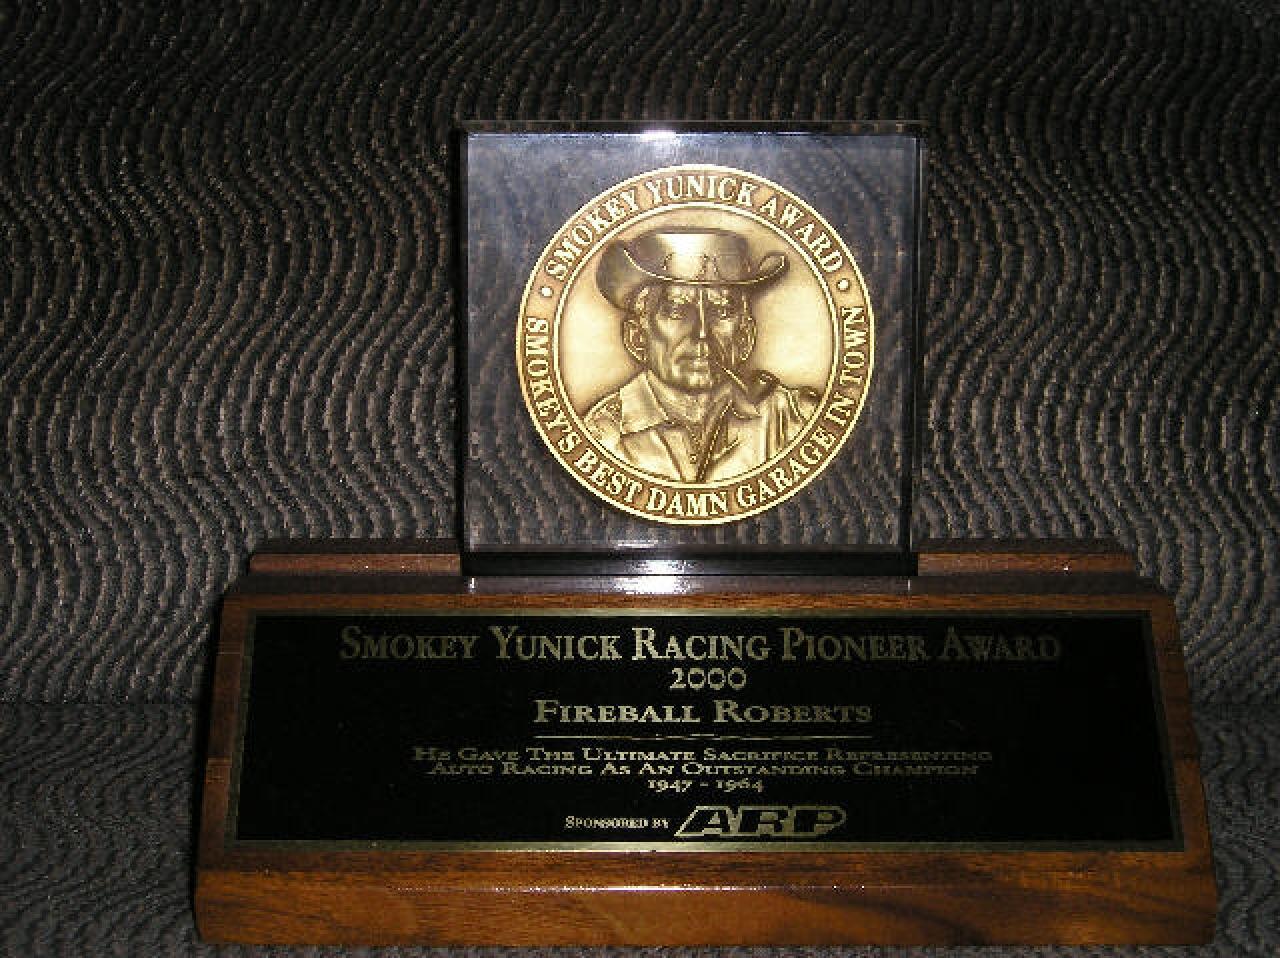 SMOKEY YUNICK AWARD
SMOKEY'S BEST DAMN GARAGE IN TOWN
SMOKEY YUNICK RACING PIONEER AWARD
2000
FIREBALL ROBERTS
HE GAVE THE ULTIMATE SACRIFICE REPRESENTING
AUTO RACING AS AN OUTSTANDING CHAMPION
1947 - 1964
SPONSORED BY ARP